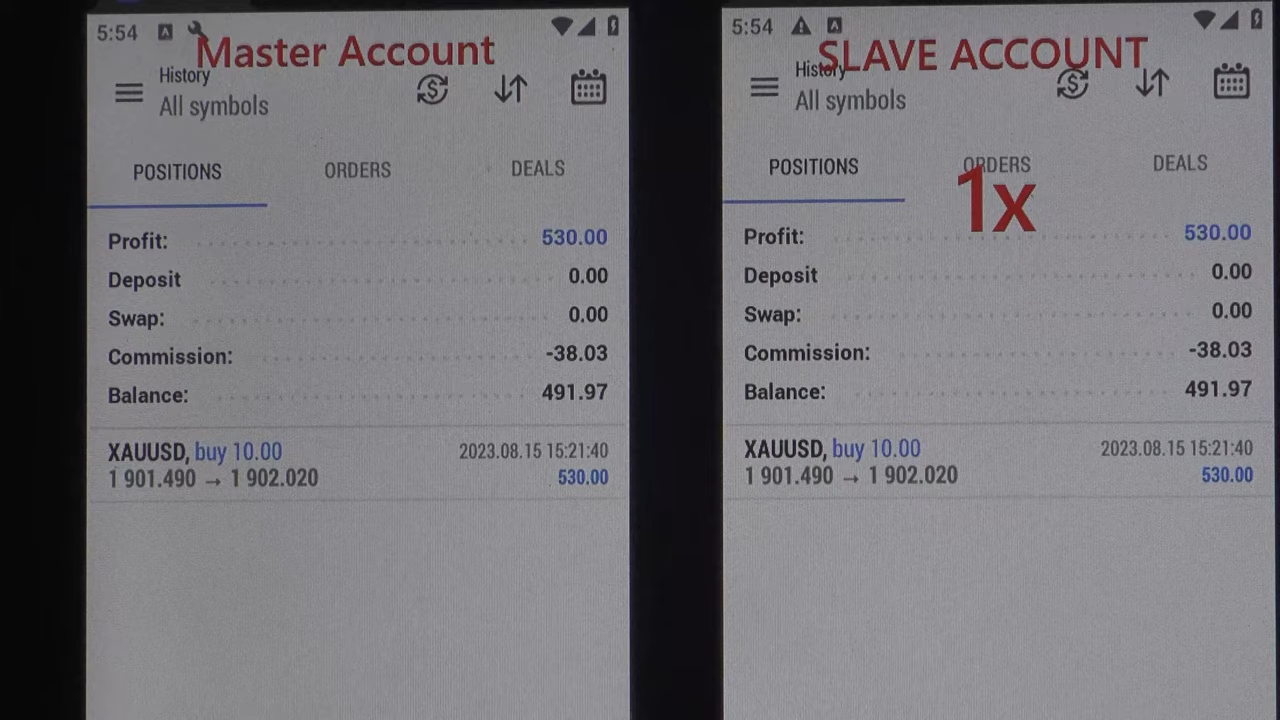 5:54
Master Account
History
All symbols
POSITIONS
ORDERS
DEALS
Profit: 530.00
Deposit 0.00
Swap: 0.00
Commission: -38.03
Balance: 491.97
XAUUSD, buy 10.00 2023.08.15 15:21:40
1 901.490 → 1 902.020 530.00
5:54
SLAVE ACCOUNT
History
All symbols
POSITIONS
ORDERS
DEALS
1x
Profit: 530.00
Deposit 0.00
Swap: 0.00
Commission: -38.03
Balance: 491.97
XAUUSD, buy 10.00 2023.08.15 15:21:40
1 901.490 → 1 902.020 530.00